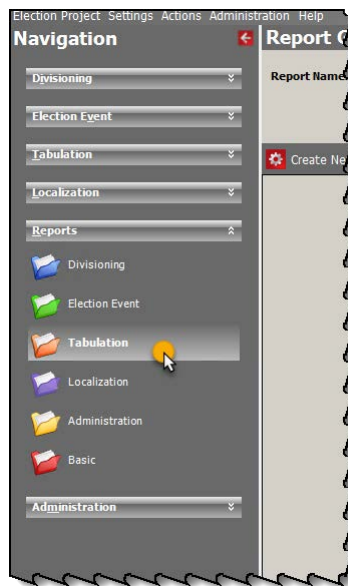 Election Project Settings Actions Administration Help
Navigation
Report
Divisioning
Report Name
Election Event
Tabulation
Create Ne
Localization
Reports
Divisioning
Election Event
Tabulation
Localization
Administration
Basic
Administration